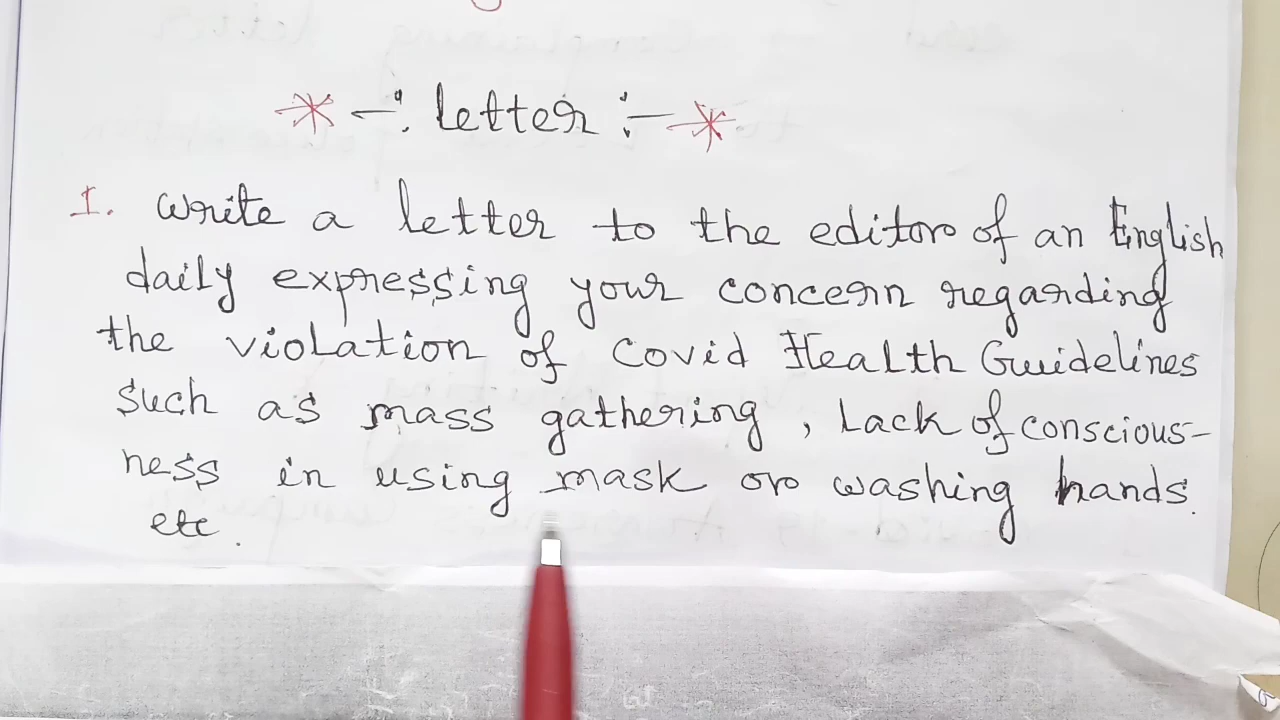 * -: letter :- *
1. write a letter to the editor of an English
daily expressing your concern regarding
the violation of Covid Health Guidelines
such as mass gathering, Lack of conscious-
ness in using mask or washing hands.
etc.